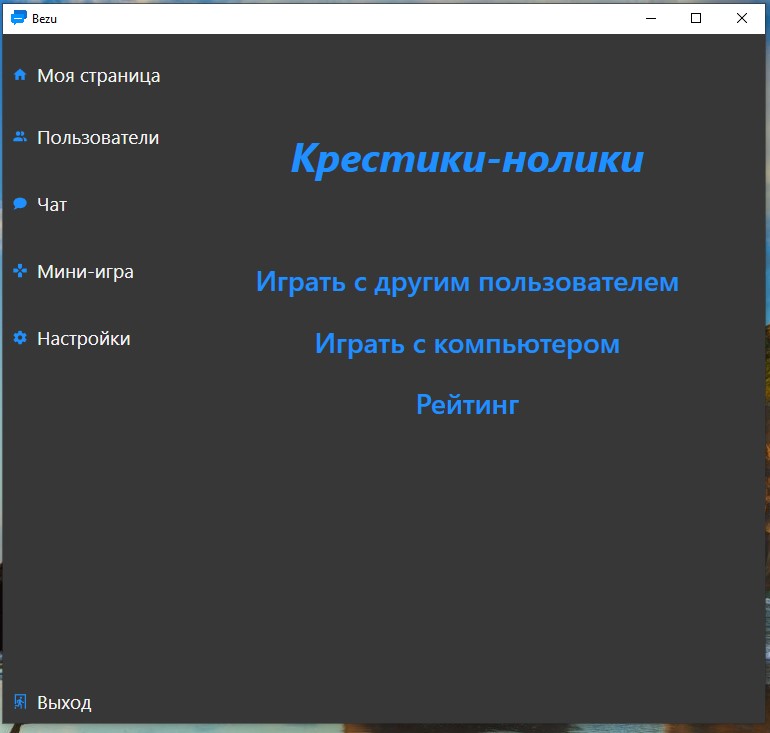 Bezu
Моя страница
Пользователи
Чат
Мини-игра
Настройки
Выход
Крестики-нолики
Играть с другим пользователем
Играть с компьютером
Рейтинг